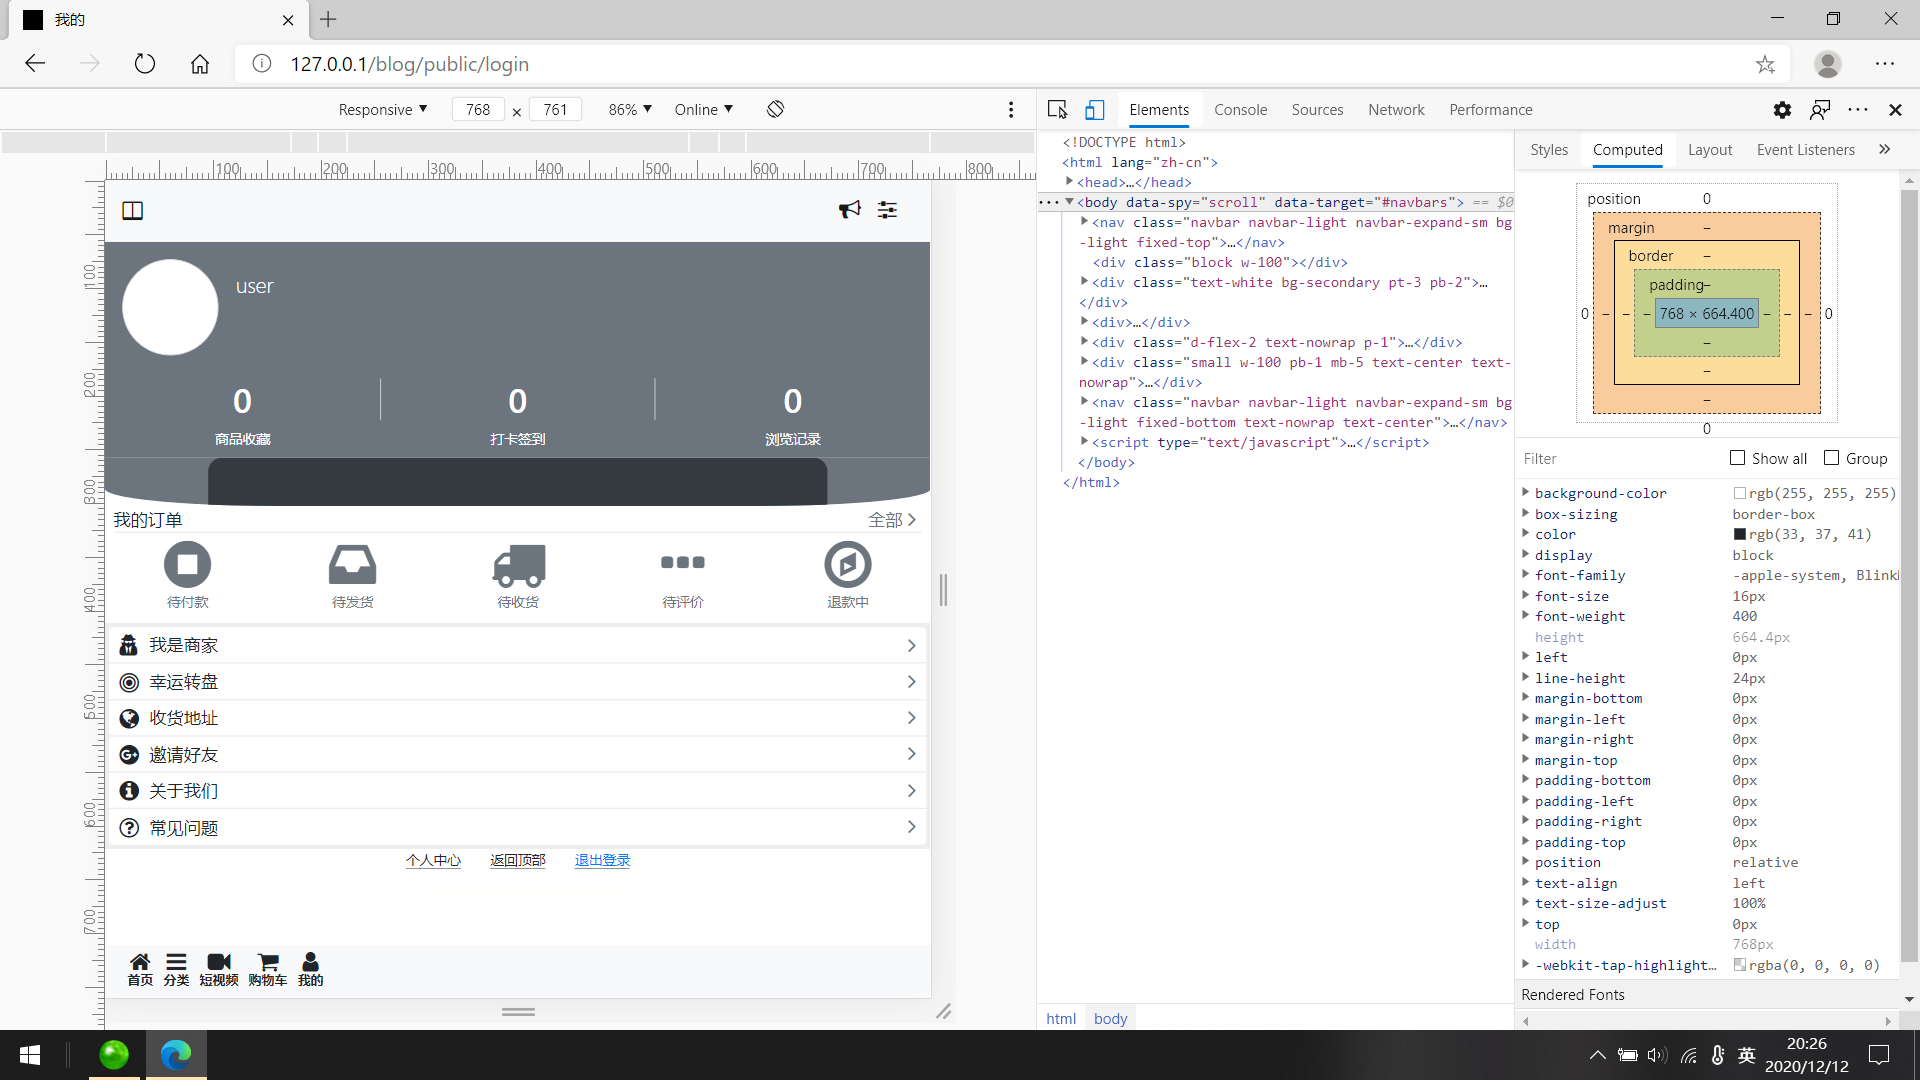 我的
127.0.0.1/blog/public/login
Responsive 768 × 761 86% Online
Elements Console Sources Network Performance
100 200 300 400 500 600 700 800
100
200
300
400
500
600
700
user
0 0 0
商品收藏 打卡签到 浏览记录
我的订单 全部
待付款 待发货 待收货 待评价 退款中
我是商家
幸运转盘
收货地址
邀请好友
关于我们
常见问题
个人中心 返回顶部 退出登录
首页 分类 短视频 购物车 我的
<!DOCTYPE html>
<html lang="zh-cn">
<head>…</head>
<body data-spy="scroll" data-target="#navbars"> == $0
<nav class="navbar navbar-light navbar-expand-sm bg
-light fixed-top">…</nav>
<div class="block w-100"></div>
<div class="text-white bg-secondary pt-3 pb-2">…
</div>
<div>…</div>
<div class="d-flex-2 text-nowrap p-1">…</div>
<div class="small w-100 pb-1 mb-5 text-center text-
nowrap">…</div>
<nav class="navbar navbar-light navbar-expand-sm bg
-light fixed-bottom text-nowrap text-center">…</nav>
<script type="text/javascript">…</script>
</body>
</html>
html body
Styles Computed Layout Event Listeners
position 0
margin –
border –
padding –
0 – – – 768 × 664.400 – – – 0
–
–
–
0
Filter Show all Group
background-color rgb(255, 255, 255)
box-sizing border-box
color rgb(33, 37, 41)
display block
font-family -apple-system, Blink
font-size 16px
font-weight 400
height 664.4px
left 0px
line-height 24px
margin-bottom 0px
margin-left 0px
margin-right 0px
margin-top 0px
padding-bottom 0px
padding-left 0px
padding-right 0px
padding-top 0px
position relative
text-align left
text-size-adjust 100%
top 0px
width 768px
-webkit-tap-highlight… rgba(0, 0, 0, 0)
Rendered Fonts
英
20:26
2020/12/12